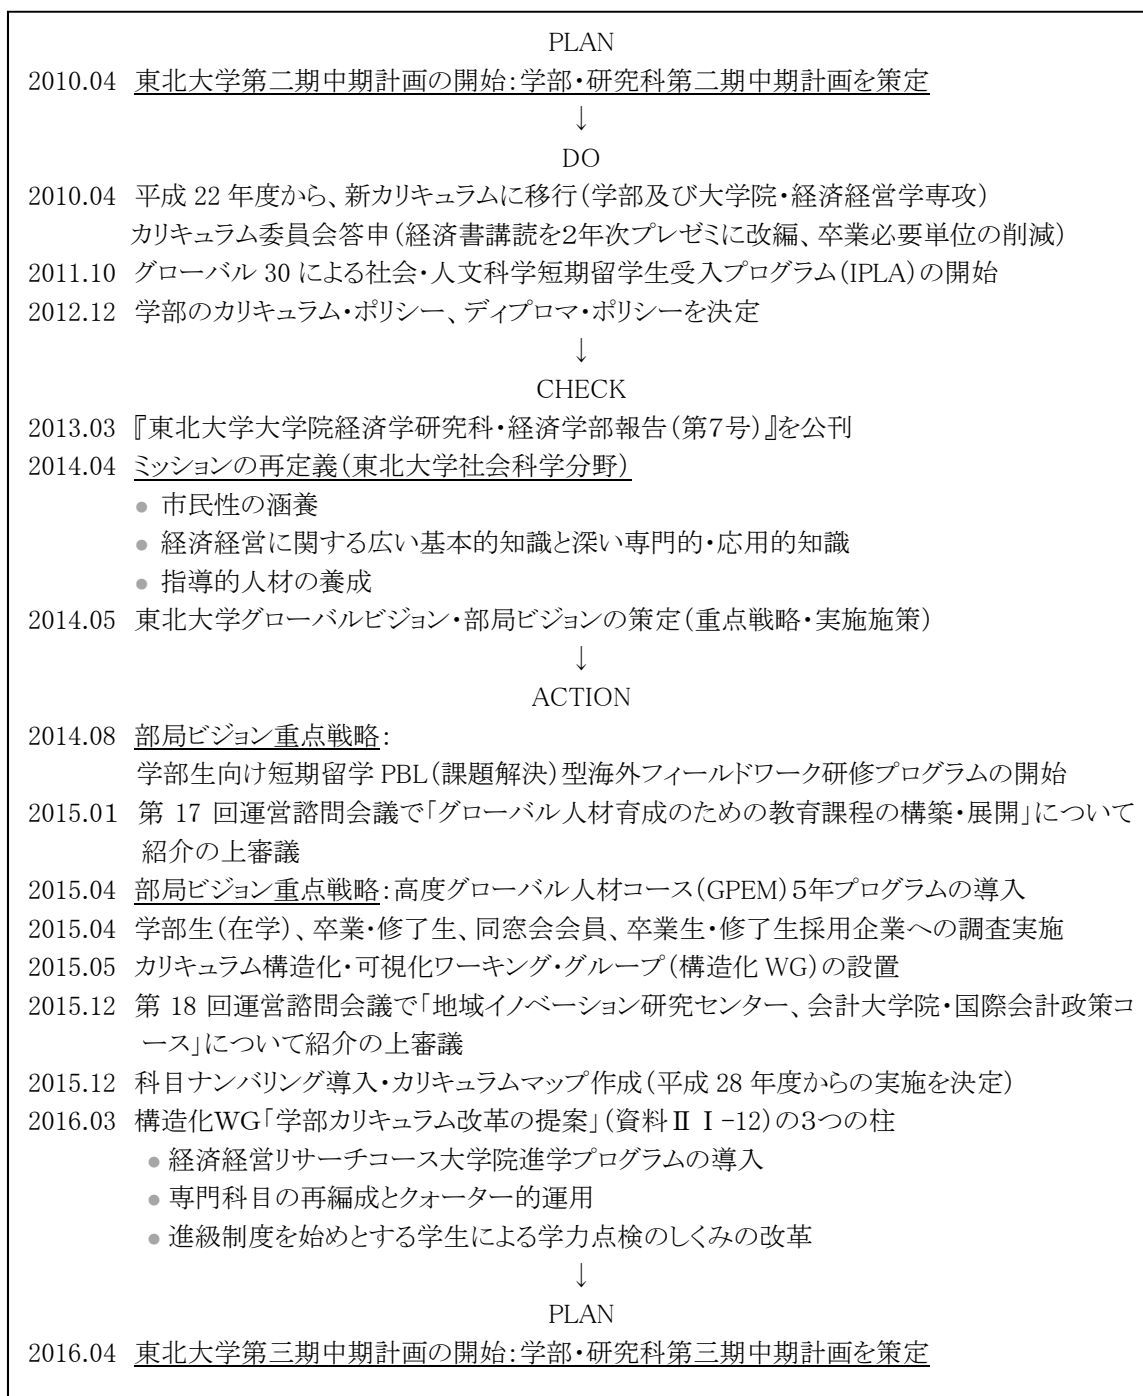 PLAN
2010.04 東北大学第二期中期計画の開始:学部・研究科第二期中期計画を策定
↓
DO
2010.04 平成 22 年度から、新カリキュラムに移行(学部及び大学院・経済経営学専攻)
カリキュラム委員会答申(経済書講読を2年次プレゼミに改編、卒業必要単位の削減)
2011.10 グローバル 30 による社会・人文科学短期留学生受入プログラム(IPLA)の開始
2012.12 学部のカリキュラム・ポリシー、ディプロマ・ポリシーを決定
↓
CHECK
2013.03 『東北大学大学院経済学研究科・経済学部報告(第7号)』を公刊
2014.04 ミッションの再定義(東北大学社会科学分野)
● 市民性の涵養
● 経済経営に関する広い基本的知識と深い専門的・応用的知識
● 指導的人材の養成
2014.05 東北大学グローバルビジョン・部局ビジョンの策定(重点戦略・実施施策)
↓
ACTION
2014.08 部局ビジョン重点戦略:
学部生向け短期留学 PBL(課題解決)型海外フィールドワーク研修プログラムの開始
2015.01 第 17 回運営諮問会議で「グローバル人材育成のための教育課程の構築・展開」について
紹介の上審議
2015.04 部局ビジョン重点戦略:高度グローバル人材コース(GPEM)5年プログラムの導入
2015.04 学部生(在学)、卒業・修了生、同窓会会員、卒業生・修了生採用企業への調査実施
2015.05 カリキュラム構造化・可視化ワーキング・グループ(構造化 WG)の設置
2015.12 第 18 回運営諮問会議で「地域イノベーション研究センター、会計大学院・国際会計政策コ
ース」について紹介の上審議
2015.12 科目ナンバリング導入・カリキュラムマップ作成(平成 28 年度からの実施を決定)
2016.03 構造化WG「学部カリキュラム改革の提案」(資料Ⅱ Ⅰ-12)の3つの柱
● 経済経営リサーチコース大学院進学プログラムの導入
● 専門科目の再編成とクォーター的運用
● 進級制度を始めとする学生による学力点検のしくみの改革
↓
PLAN
2016.04 東北大学第三期中期計画の開始:学部・研究科第三期中期計画を策定